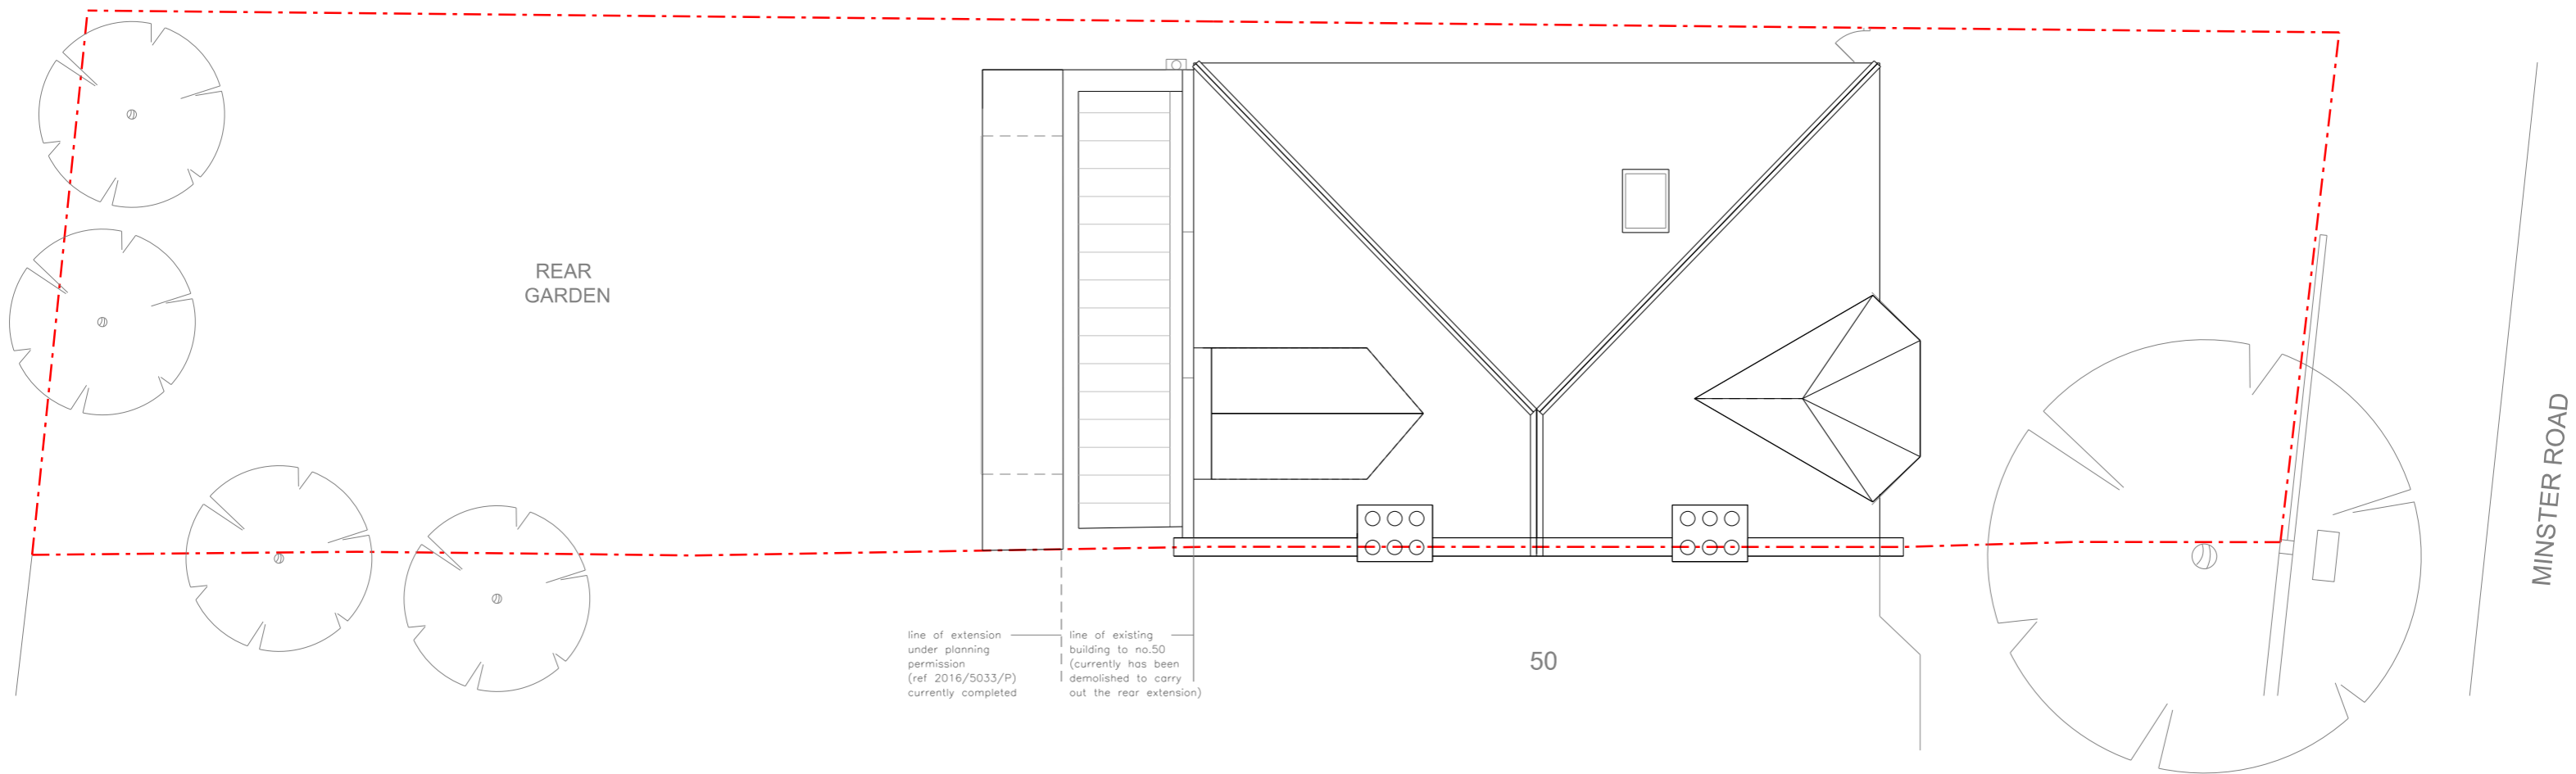 REAR
GARDEN
line of extension
under planning
permission
(ref 2016/5033/P)
currently completed
line of existing
building to no.50
(currently has been
demolished to carry
out the rear extension)
50
MINSTER ROAD